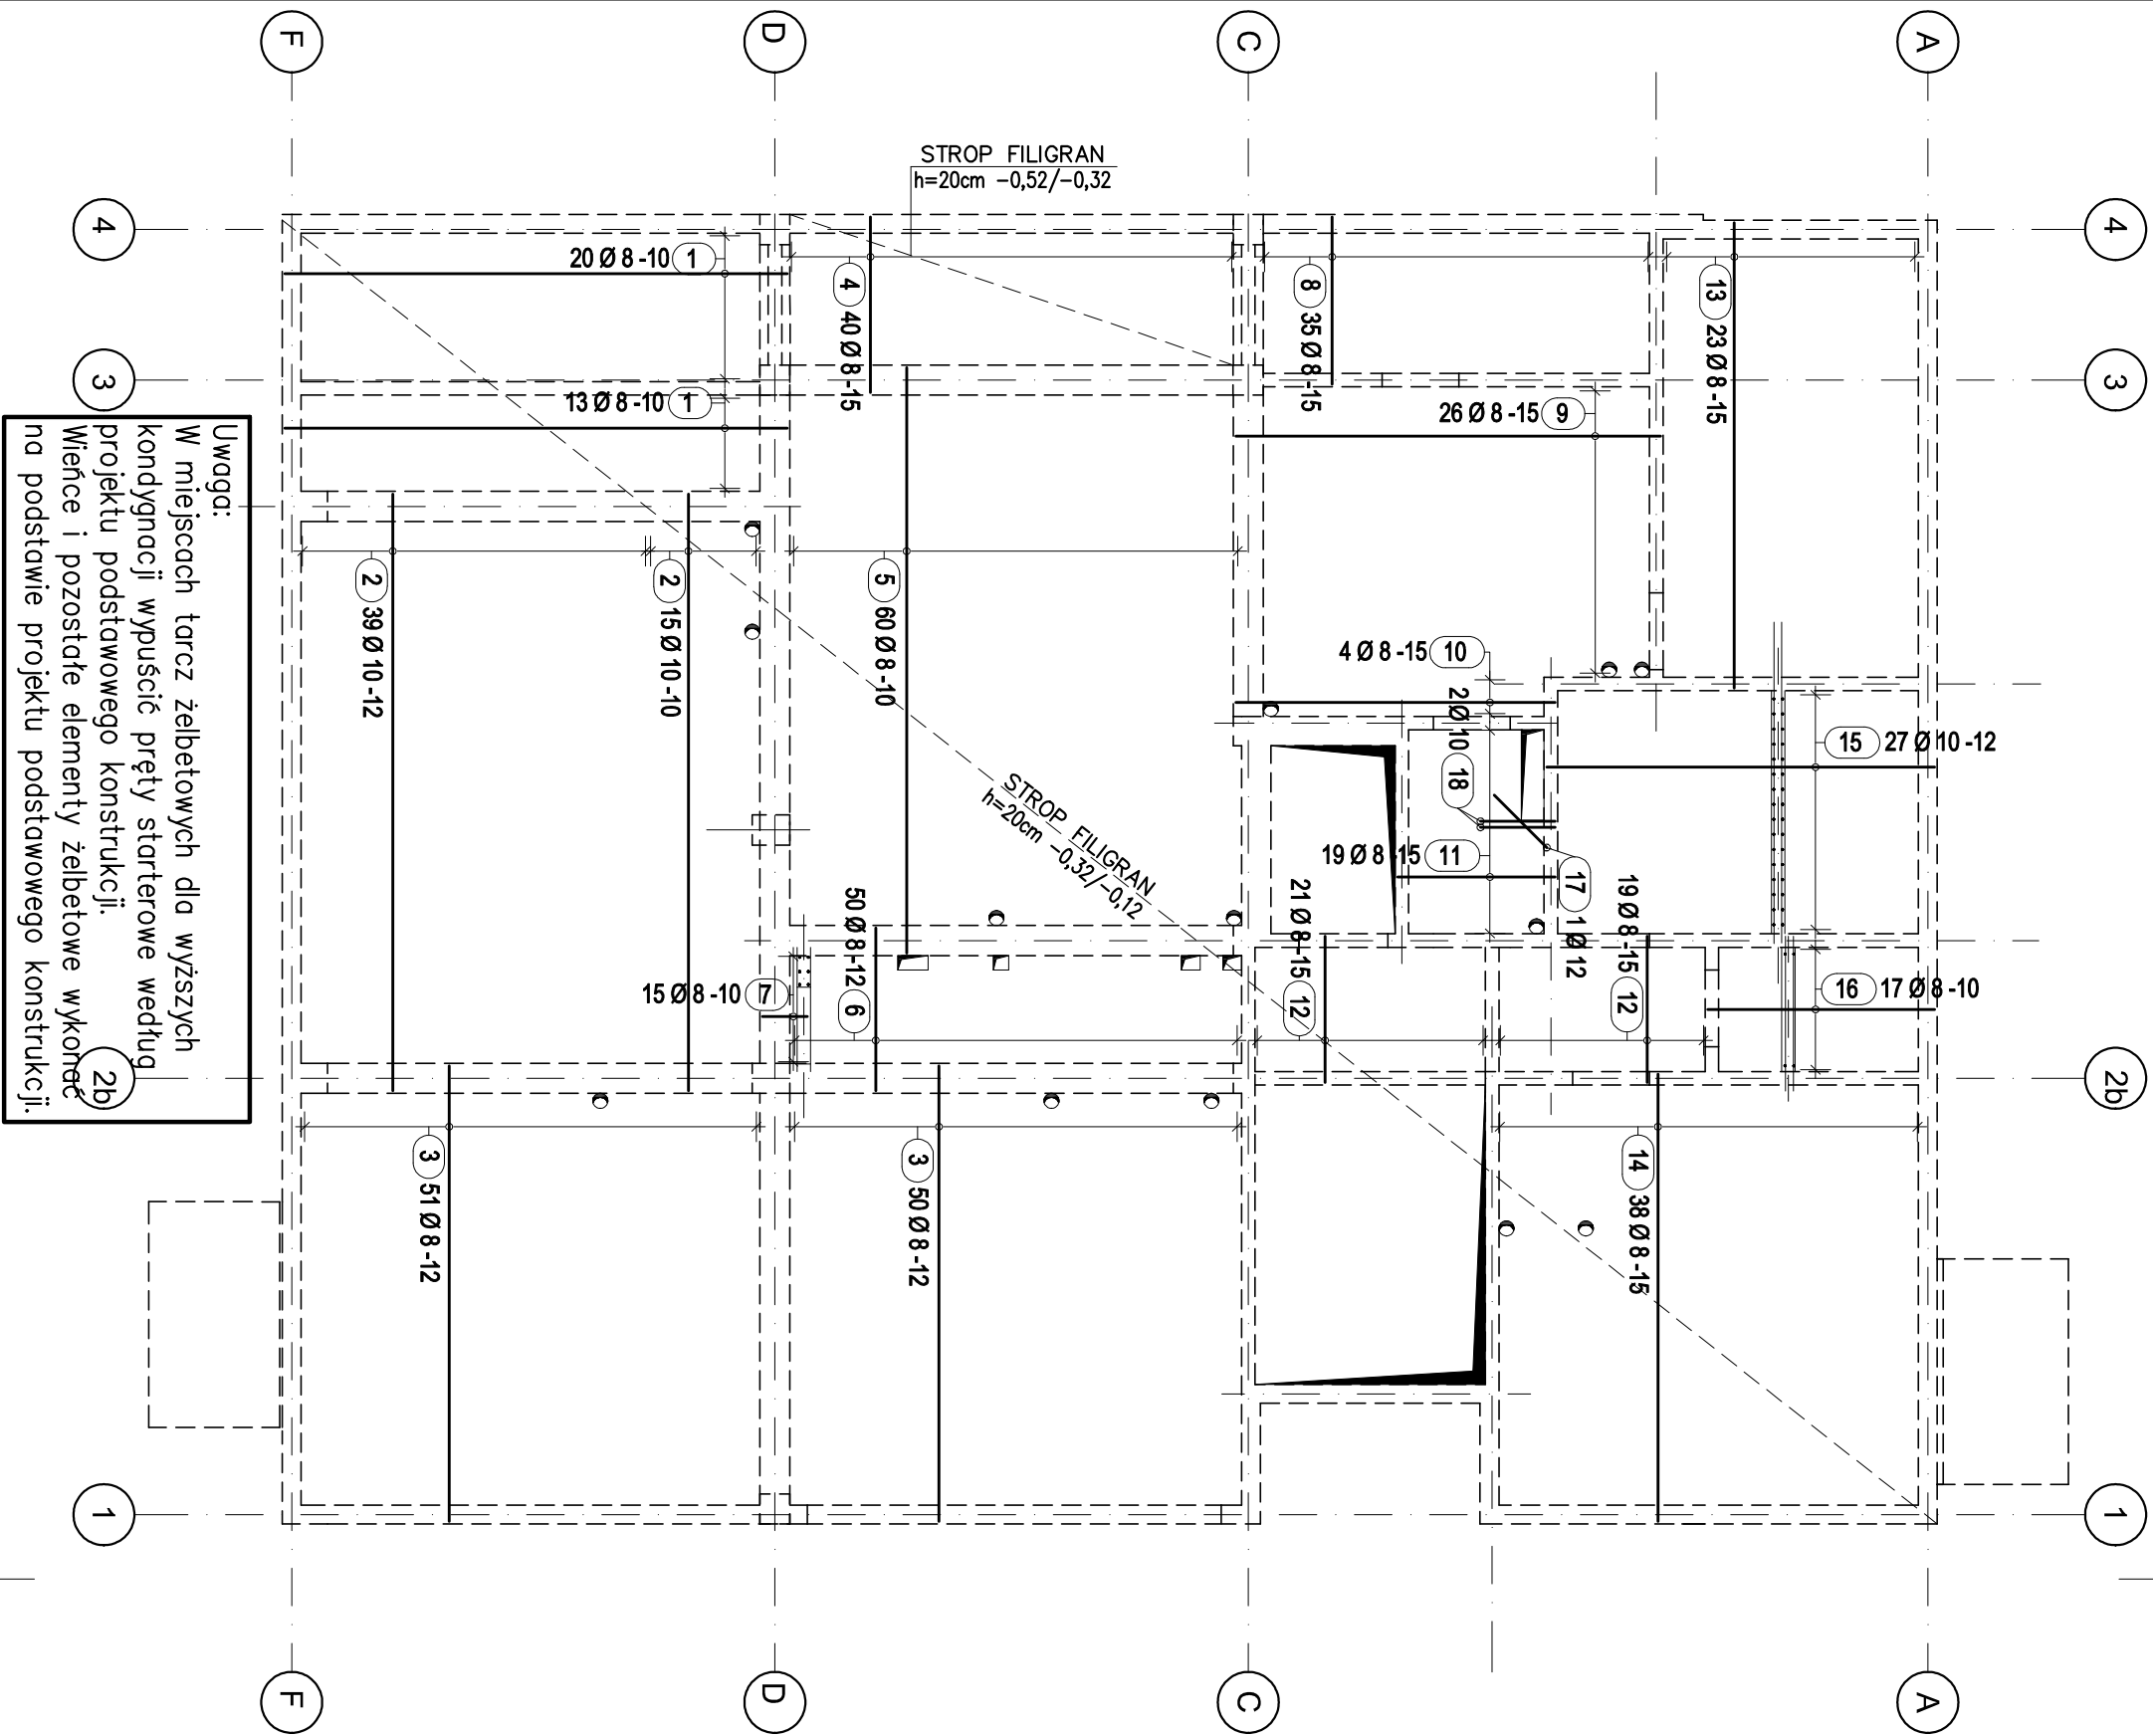 F
D
C
A
STROP FILIGRAN
h=20cm -0,52/-0,32
4
4
20 Ø 8 -10 1
4 40 Ø 8 -15
8 35 Ø 8 -15
13 23 Ø 8 -15
3
3
13 Ø 8 -10 1
26 Ø 8 -15 9
Uwaga:
W miejscach tarcz żelbetowych dla wyższych
kondygnacji wypuścić pręty starterowe według
projektu podstawowego konstrukcji.
Wieńce i pozostałe elementy żelbetowe wykonać
na podstawie projektu podstawowego konstrukcji.
2 39 Ø 10 -12
2 15 Ø 10 -10
5 60 Ø 8 -10
4 Ø 8 -15 10
2 Ø 10 18
15 27 Ø 10 -12
STROP FILIGRAN
h=20cm -0,32/-0,12
19 Ø 8 -15 11
17 1 Ø 12
50 Ø 8 -12 6
21 Ø 8 -15 12
19 Ø 8 -15 12
15 Ø 8 -10 7
16 17 Ø 8 -10
2b
2b
3 51 Ø 8 -12
3 50 Ø 8 -12
14 38 Ø 8 -15
1
1
F
D
C
A